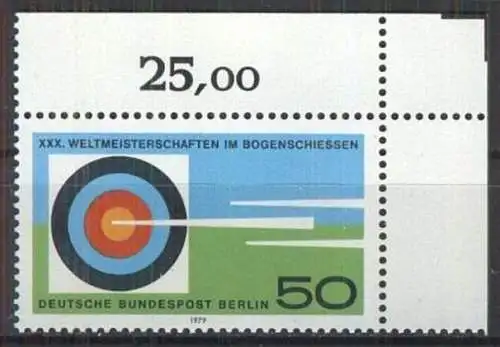 25,00
XXX. WELTMEISTERSCHAFTEN IM BOGENSCHIESSEN
DEUTSCHE BUNDESPOST BERLIN 50
1979